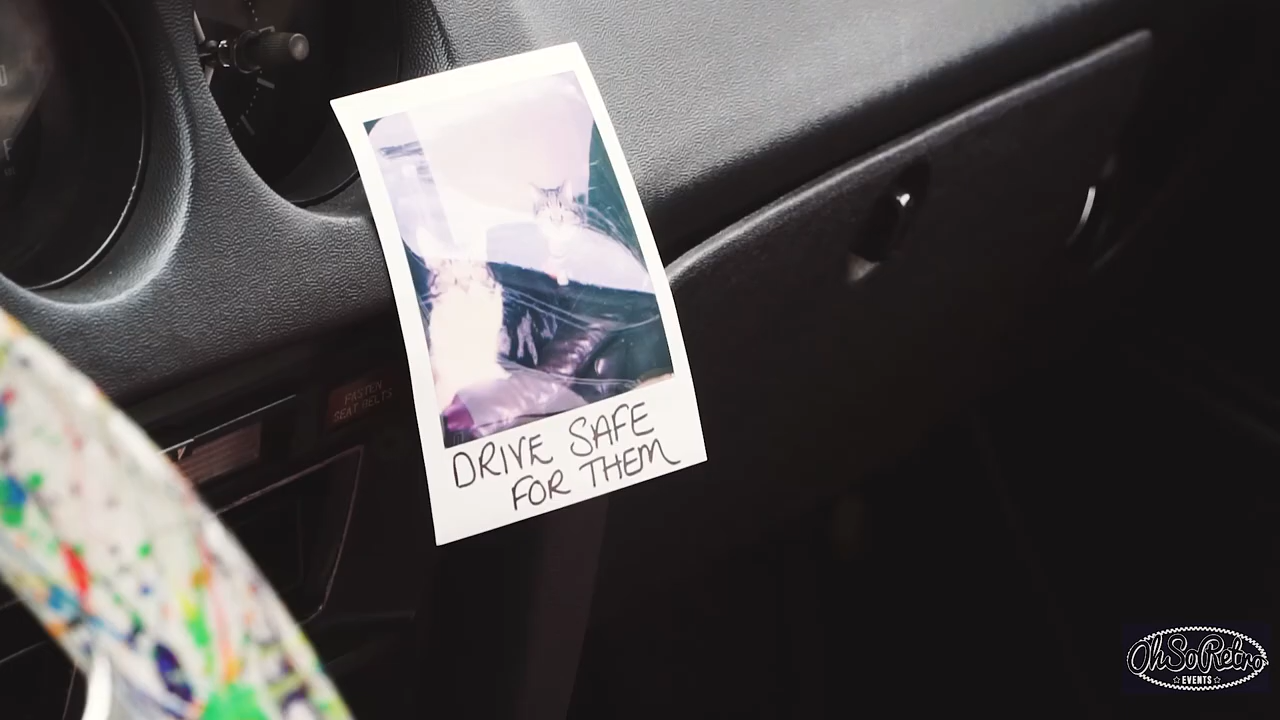 FASTEN
SEAT BELTS
DRIVE SAFE
FOR THEM
OhSoRetro
EVENTS